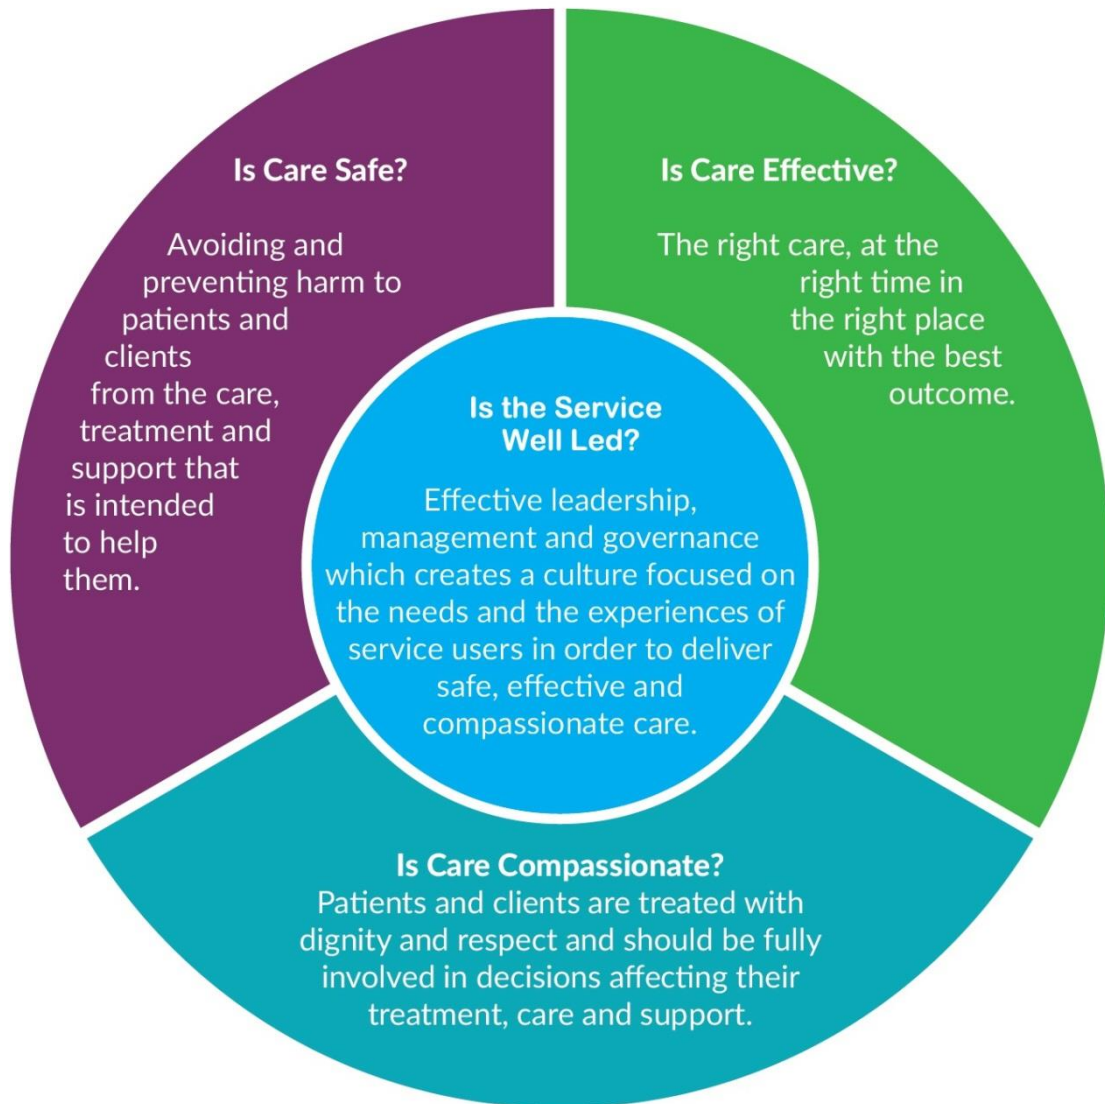 Is Care Safe?
Avoiding and
preventing harm to
patients and
clients
from the care,
treatment and
support that
is intended
to help
them.
Is Care Effective?
The right care, at the
right time in
the right place
with the best
outcome.
Is the Service
Well Led?
Effective leadership,
management and governance
which creates a culture focused on
the needs and the experiences of
service users in order to deliver
safe, effective and
compassionate care.
Is Care Compassionate?
Patients and clients are treated with
dignity and respect and should be fully
involved in decisions affecting their
treatment, care and support.